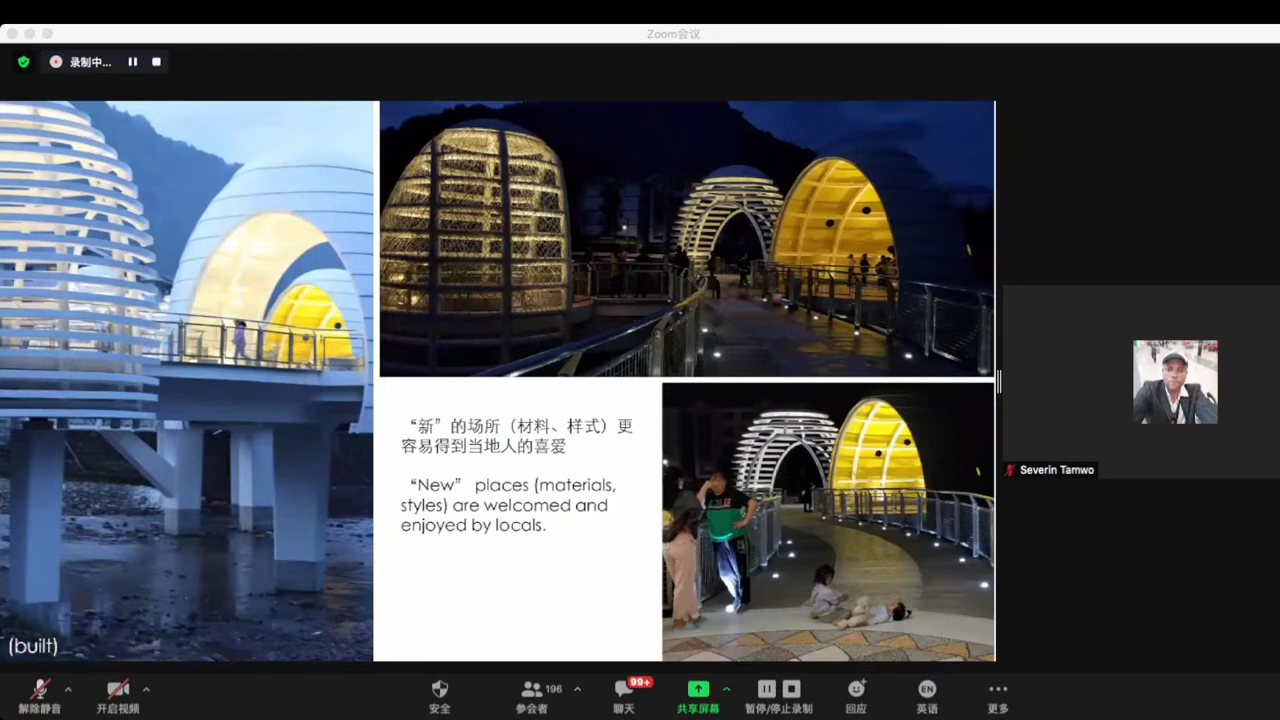 Zoom会议
录制中...
“新”的场所（材料、样式）更
容易得到当地人的喜爱
“New” places (materials,
styles) are welcomed and
enjoyed by locals.
(built)
Severin Tamwo
解除静音
开启视频
安全
196
参会者
99+
聊天
共享屏幕
暂停/停止录制
回应
EN
英语
更多